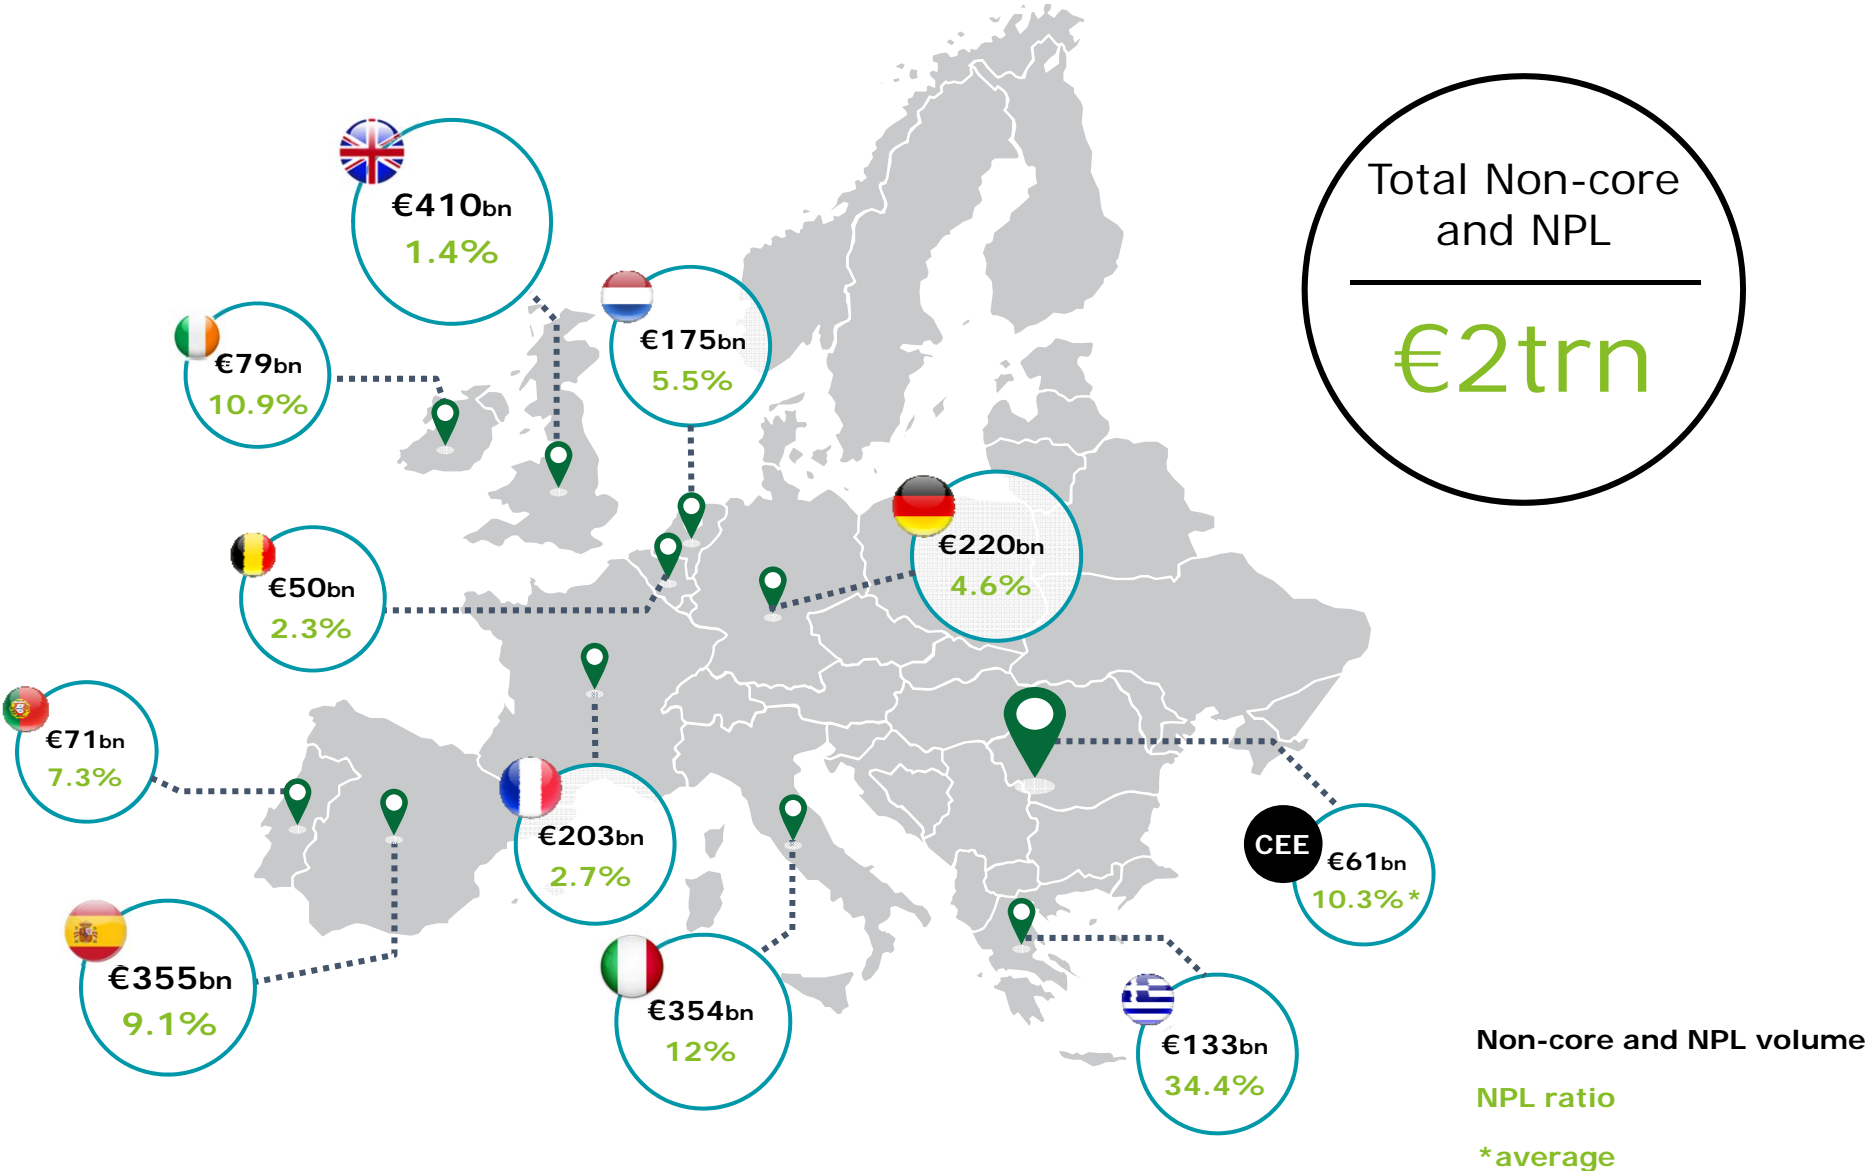 €410bn
1.4%
Total Non-core
and NPL
€2trn
€175bn
5.5%
€79bn
10.9%
€220bn
4.6%
€50bn
2.3%
€71bn
7.3%
€203bn
2.7%
CEE
€61bn
10.3%*
€355bn
9.1%
€354bn
12%
€133bn
34.4%
Non-core and NPL volume
NPL ratio
*average